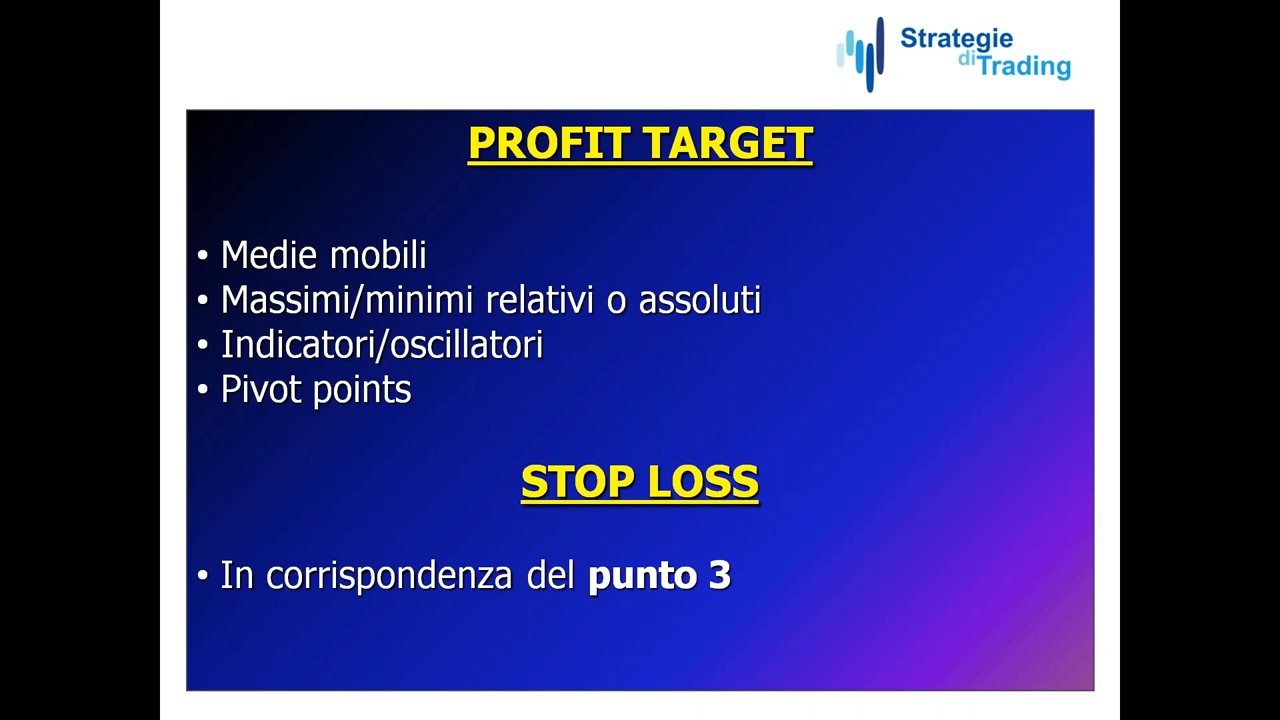 Strategie
di Trading
PROFIT TARGET
• Medie mobili
• Massimi/minimi relativi o assoluti
• Indicatori/oscillatori
• Pivot points
STOP LOSS
• In corrispondenza del punto 3